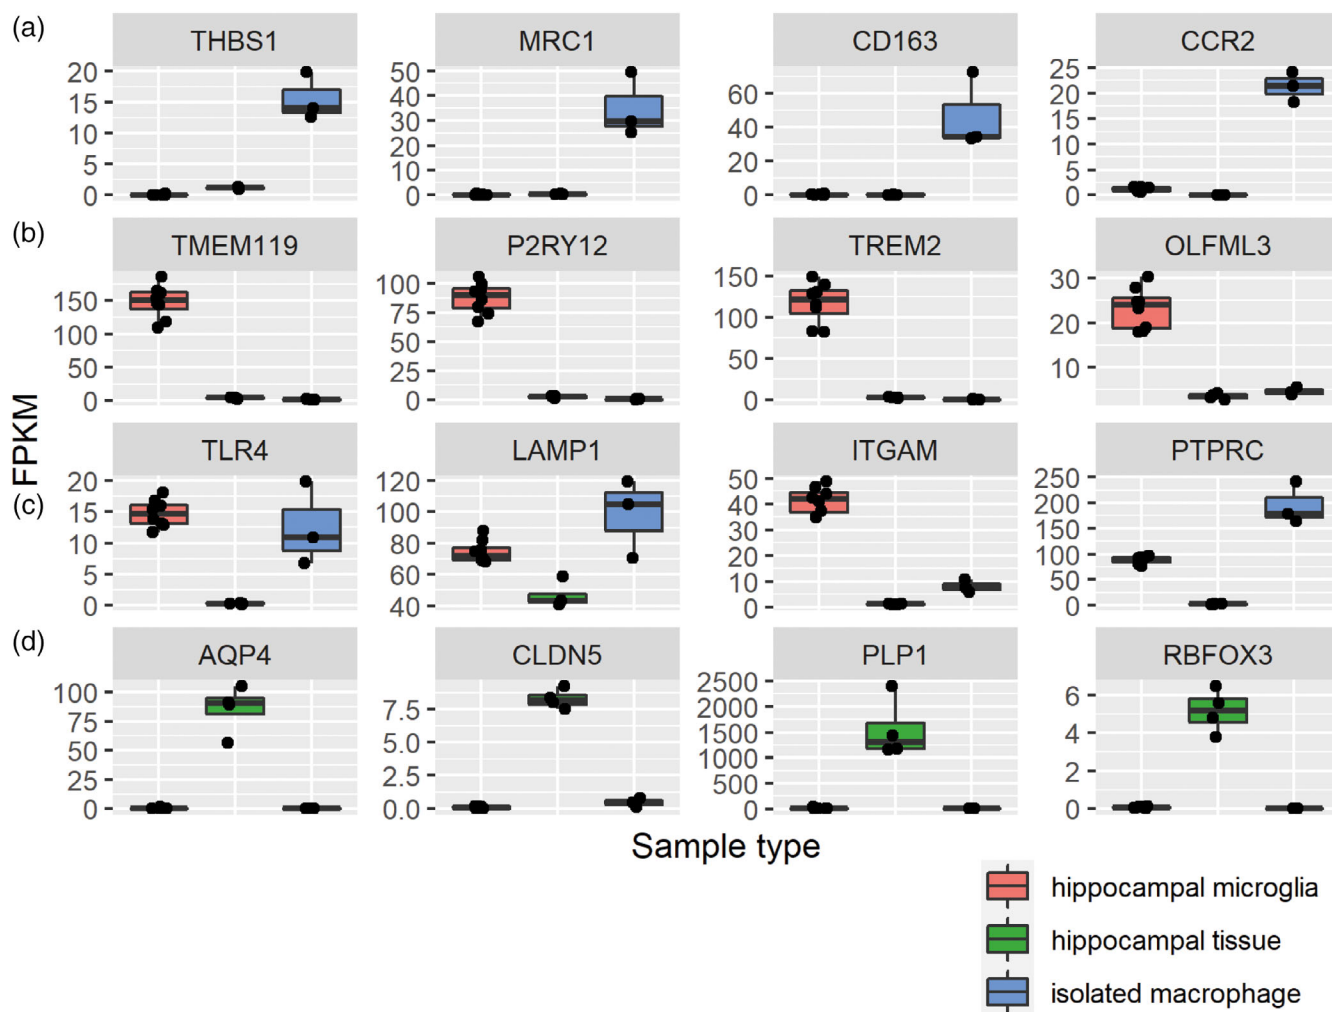 (a)
THBS1 MRC1 CD163 CCR2
20 15 10 5 0
50 40 30 20 10 0
60 40 20 0
25 20 15 10 5 0
(b)
TMEM119 P2RY12 TREM2 OLFML3
150 100 50 0
100 75 50 25 0
150 100 50 0
30 20 10
FPKM
(c)
TLR4 LAMP1 ITGAM PTPRC
20 15 10 5 0
120 100 80 60 40
50 40 30 20 10 0
250 200 150 100 50 0
(d)
AQP4 CLDN5 PLP1 RBFOX3
100 75 50 25 0
7.5 5.0 2.5 0.0
2500 2000 1500 1000 500 0
6 4 2 0
Sample type
hippocampal microglia
hippocampal tissue
isolated macrophage